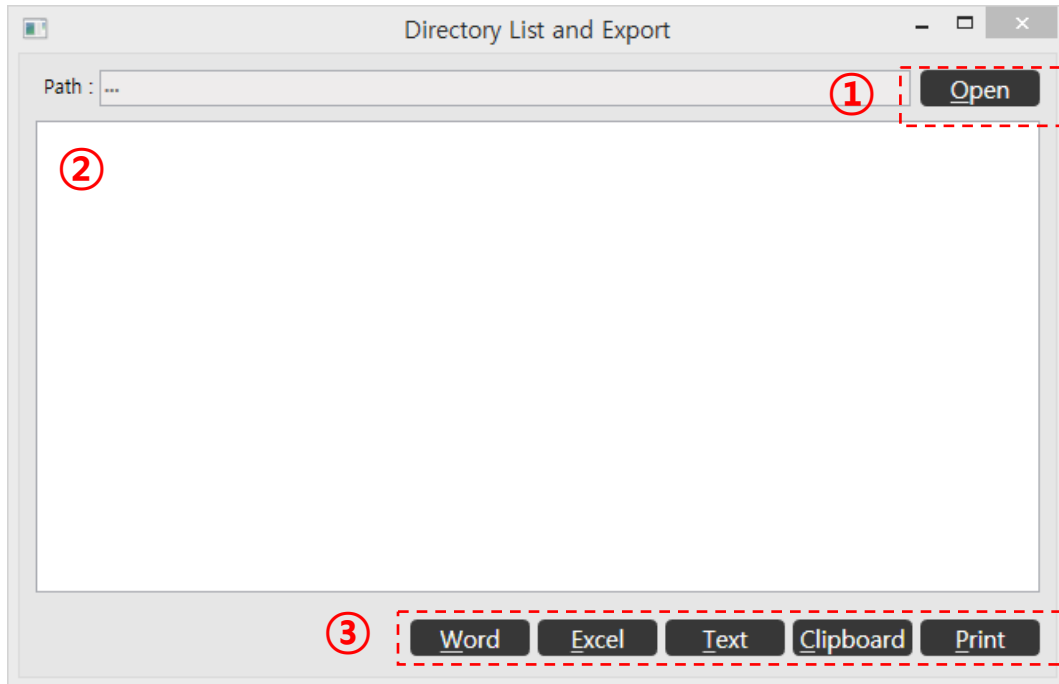 Directory List and Export
Path : ... ① Open
②
③ Word Excel Text Clipboard Print